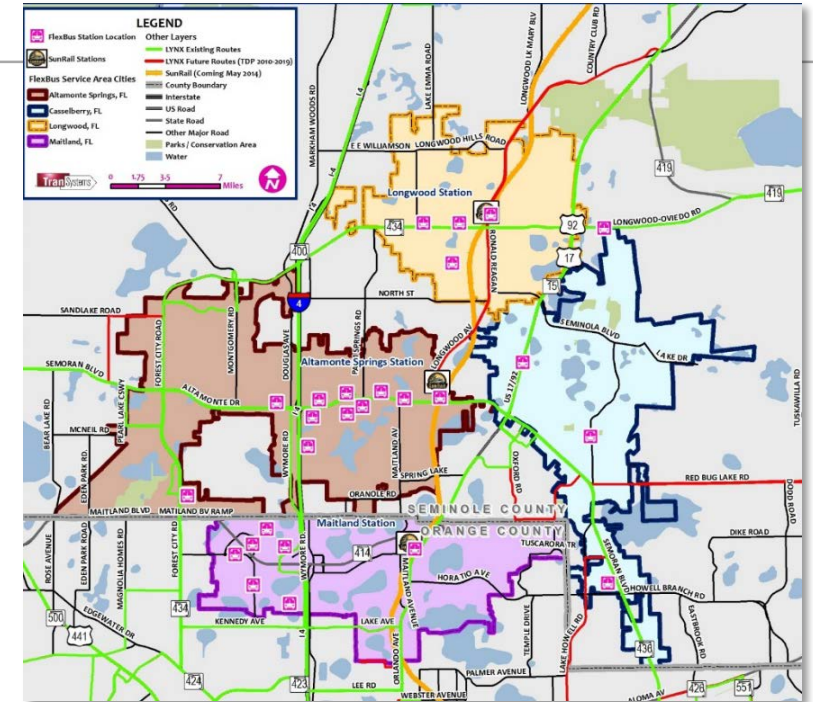 LEGEND
FlexBus Station Location
SunRail Stations
FlexBus Service Area Cities
Altamonte Springs, FL
Casselberry, FL
Longwood, FL
Maitland, FL
Other Layers
LYNX Existing Routes
LYNX Future Routes (TDP 2010-2019)
SunRail (Coming May 2014)
County Boundary
Interstate
US Road
State Road
Other Major Road
Parks / Conservation Area
Water
TranSystems
0 1.75 3.5 7
Miles
N
I-4
MARKHAM WOODS RD
LAKE EMMA ROAD
LONGWOOD LK MARY BLV
COUNTRY CLUB RD
E E WILLIAMSON
LONGWOOD HILLS ROAD
419
419
Longwood Station
434
92
LONGWOOD-OVIEDO RD
17
400
RONALD REAGAN
15
NORTH ST
4
SANDLAKE ROAD
SEMINOLA BLVD
LAKE DR
FOREST CITY ROAD
MONTGOMERY RD
DOUGLAS AVE
LONGWOOD AV
Altamonte Springs Station
SEMORAN BLVD
US 17/92
TUSKAWILLA RD
PEARL LAKE CSWY
ALTAMONTE DR
I-4
BEAR LAKE RD
MCNEIL RD
WYMORE RD
MAITLAND AV
EDEN PARK RD.
SPRING LAKE
OXFORD RD
RED BUG LAKE RD
DODD ROAD
ORANOLE RD
MAITLAND BLVD
MAITLAND BV RAMP
SEMINOLE COUNTY
ORANGE COUNTY
Maitland Station
DIKE ROAD
ROSE AVENUE
EDEN PARK ROAD
MAGNOLIA HOMES RD
FOREST CITY RD
WYMORE RD
414
MAITLAND AVENUE
TUSCARORA TR
SEMORAN BLVD
HORATIO AVE
HOWELL BRANCH RD
434
EDGEWATER DR
500
441
KENNEDY AVE
LAKE AVE
ORLANDO AVE
TEMPLE DRIVE
LAKE HOWELL RD
EASTBROOK RD
I-4
436
424
423
LEE RD
PALMER AVENUE
WEBSTER AVENUE
ALOMA AV
426
551